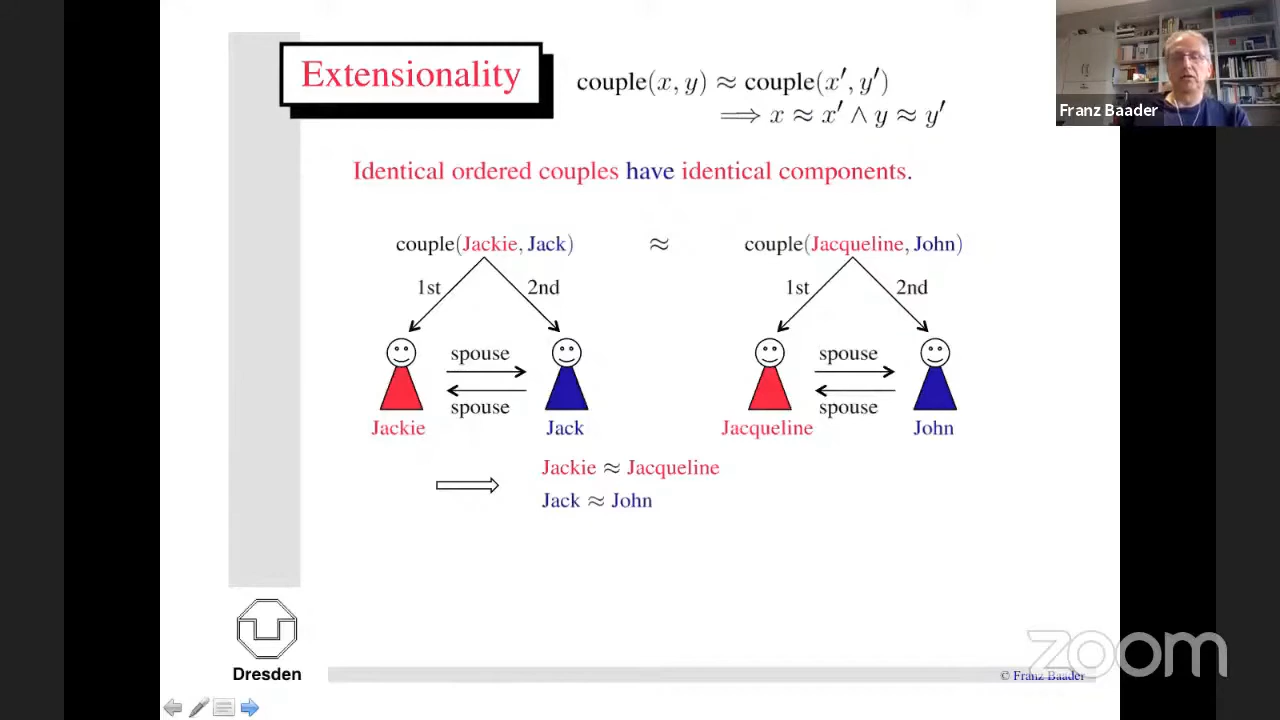 Extensionality
couple(x, y) ≈ couple(x′, y′)
⟹ x ≈ x′ ∧ y ≈ y′
Franz Baader
Identical ordered couples have identical components.
couple(Jackie, Jack) ≈ couple(Jacqueline, John)
1st 2nd 1st 2nd
spouse spouse
spouse spouse
Jackie Jack Jacqueline John
Jackie ≈ Jacqueline
Jack ≈ John
zoom
Dresden
© Franz Baader